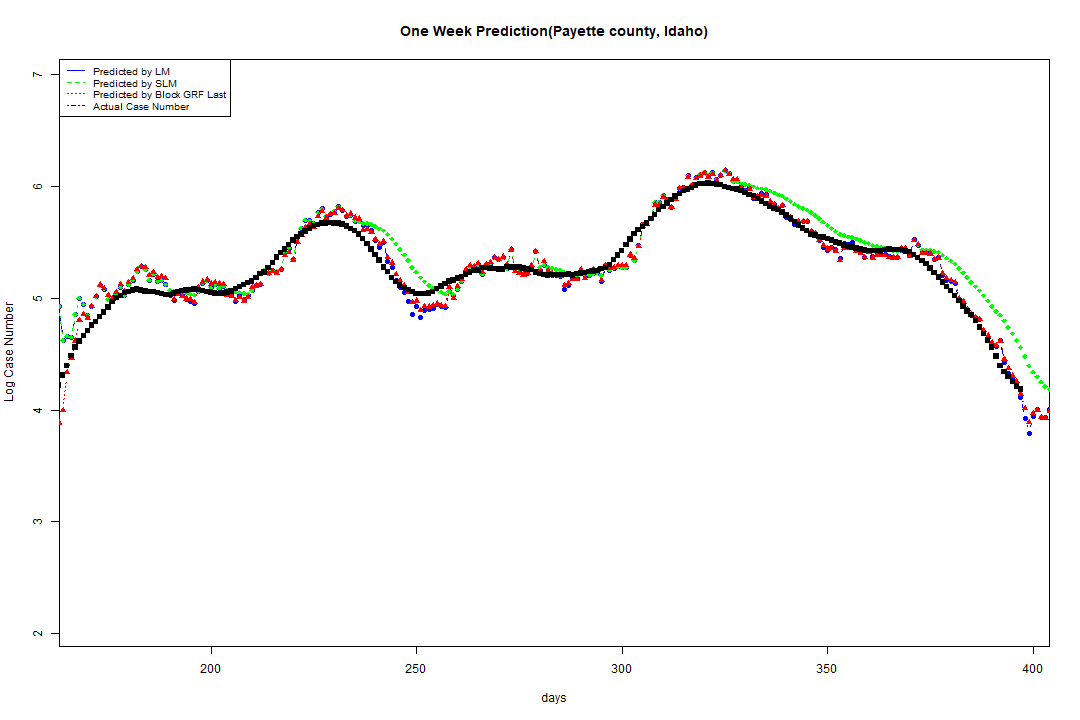 One Week Prediction(Payette county, Idaho)
Predicted by LM
Predicted by SLM
Predicted by Block GRF Last
Actual Case Number
7
6
5
4
3
2
Log Case Number
200 250 300 350 400
days